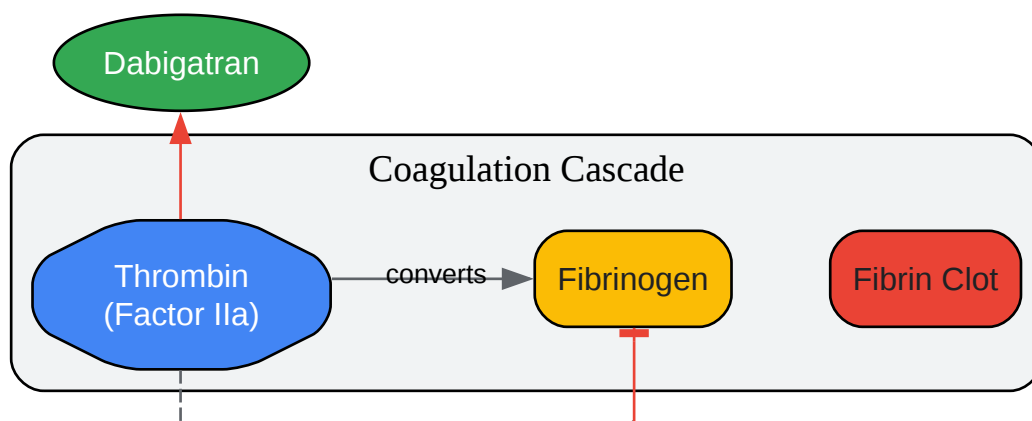 Dabigatran
Coagulation Cascade
Thrombin
(Factor IIa)
converts
Fibrinogen
Fibrin Clot